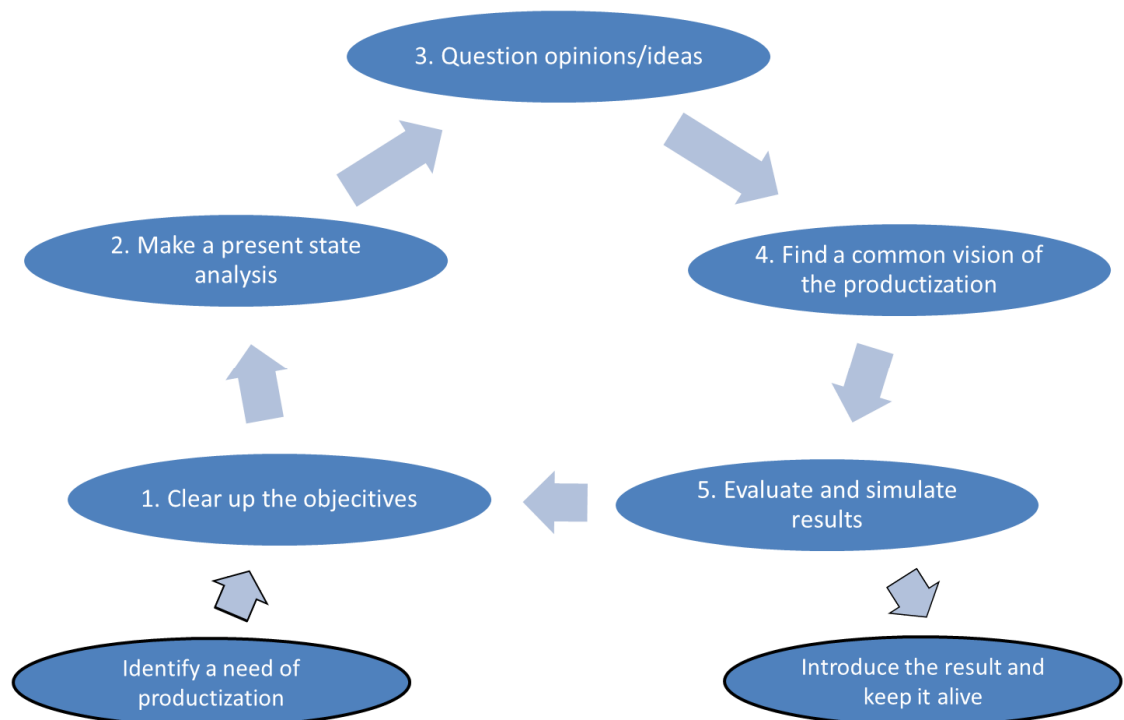 3. Question opinions/ideas
2. Make a present state
analysis
4. Find a common vision of
the productization
1. Clear up the objecitives
5. Evaluate and simulate
results
Identify a need of
productization
Introduce the result and
keep it alive